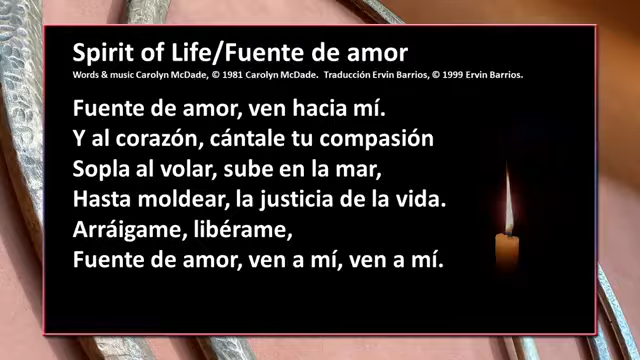 Spirit of Life/Fuente de amor
Words & music Carolyn McDade, © 1981 Carolyn McDade.  Traducción Ervin Barrios, © 1999 Ervin Barrios.
Fuente de amor, ven hacia mí.
Y al corazón, cántale tu compasión
Sopla al volar, sube en la mar,
Hasta moldear, la justicia de la vida.
Arráigame, libérame,
Fuente de amor, ven a mí, ven a mí.